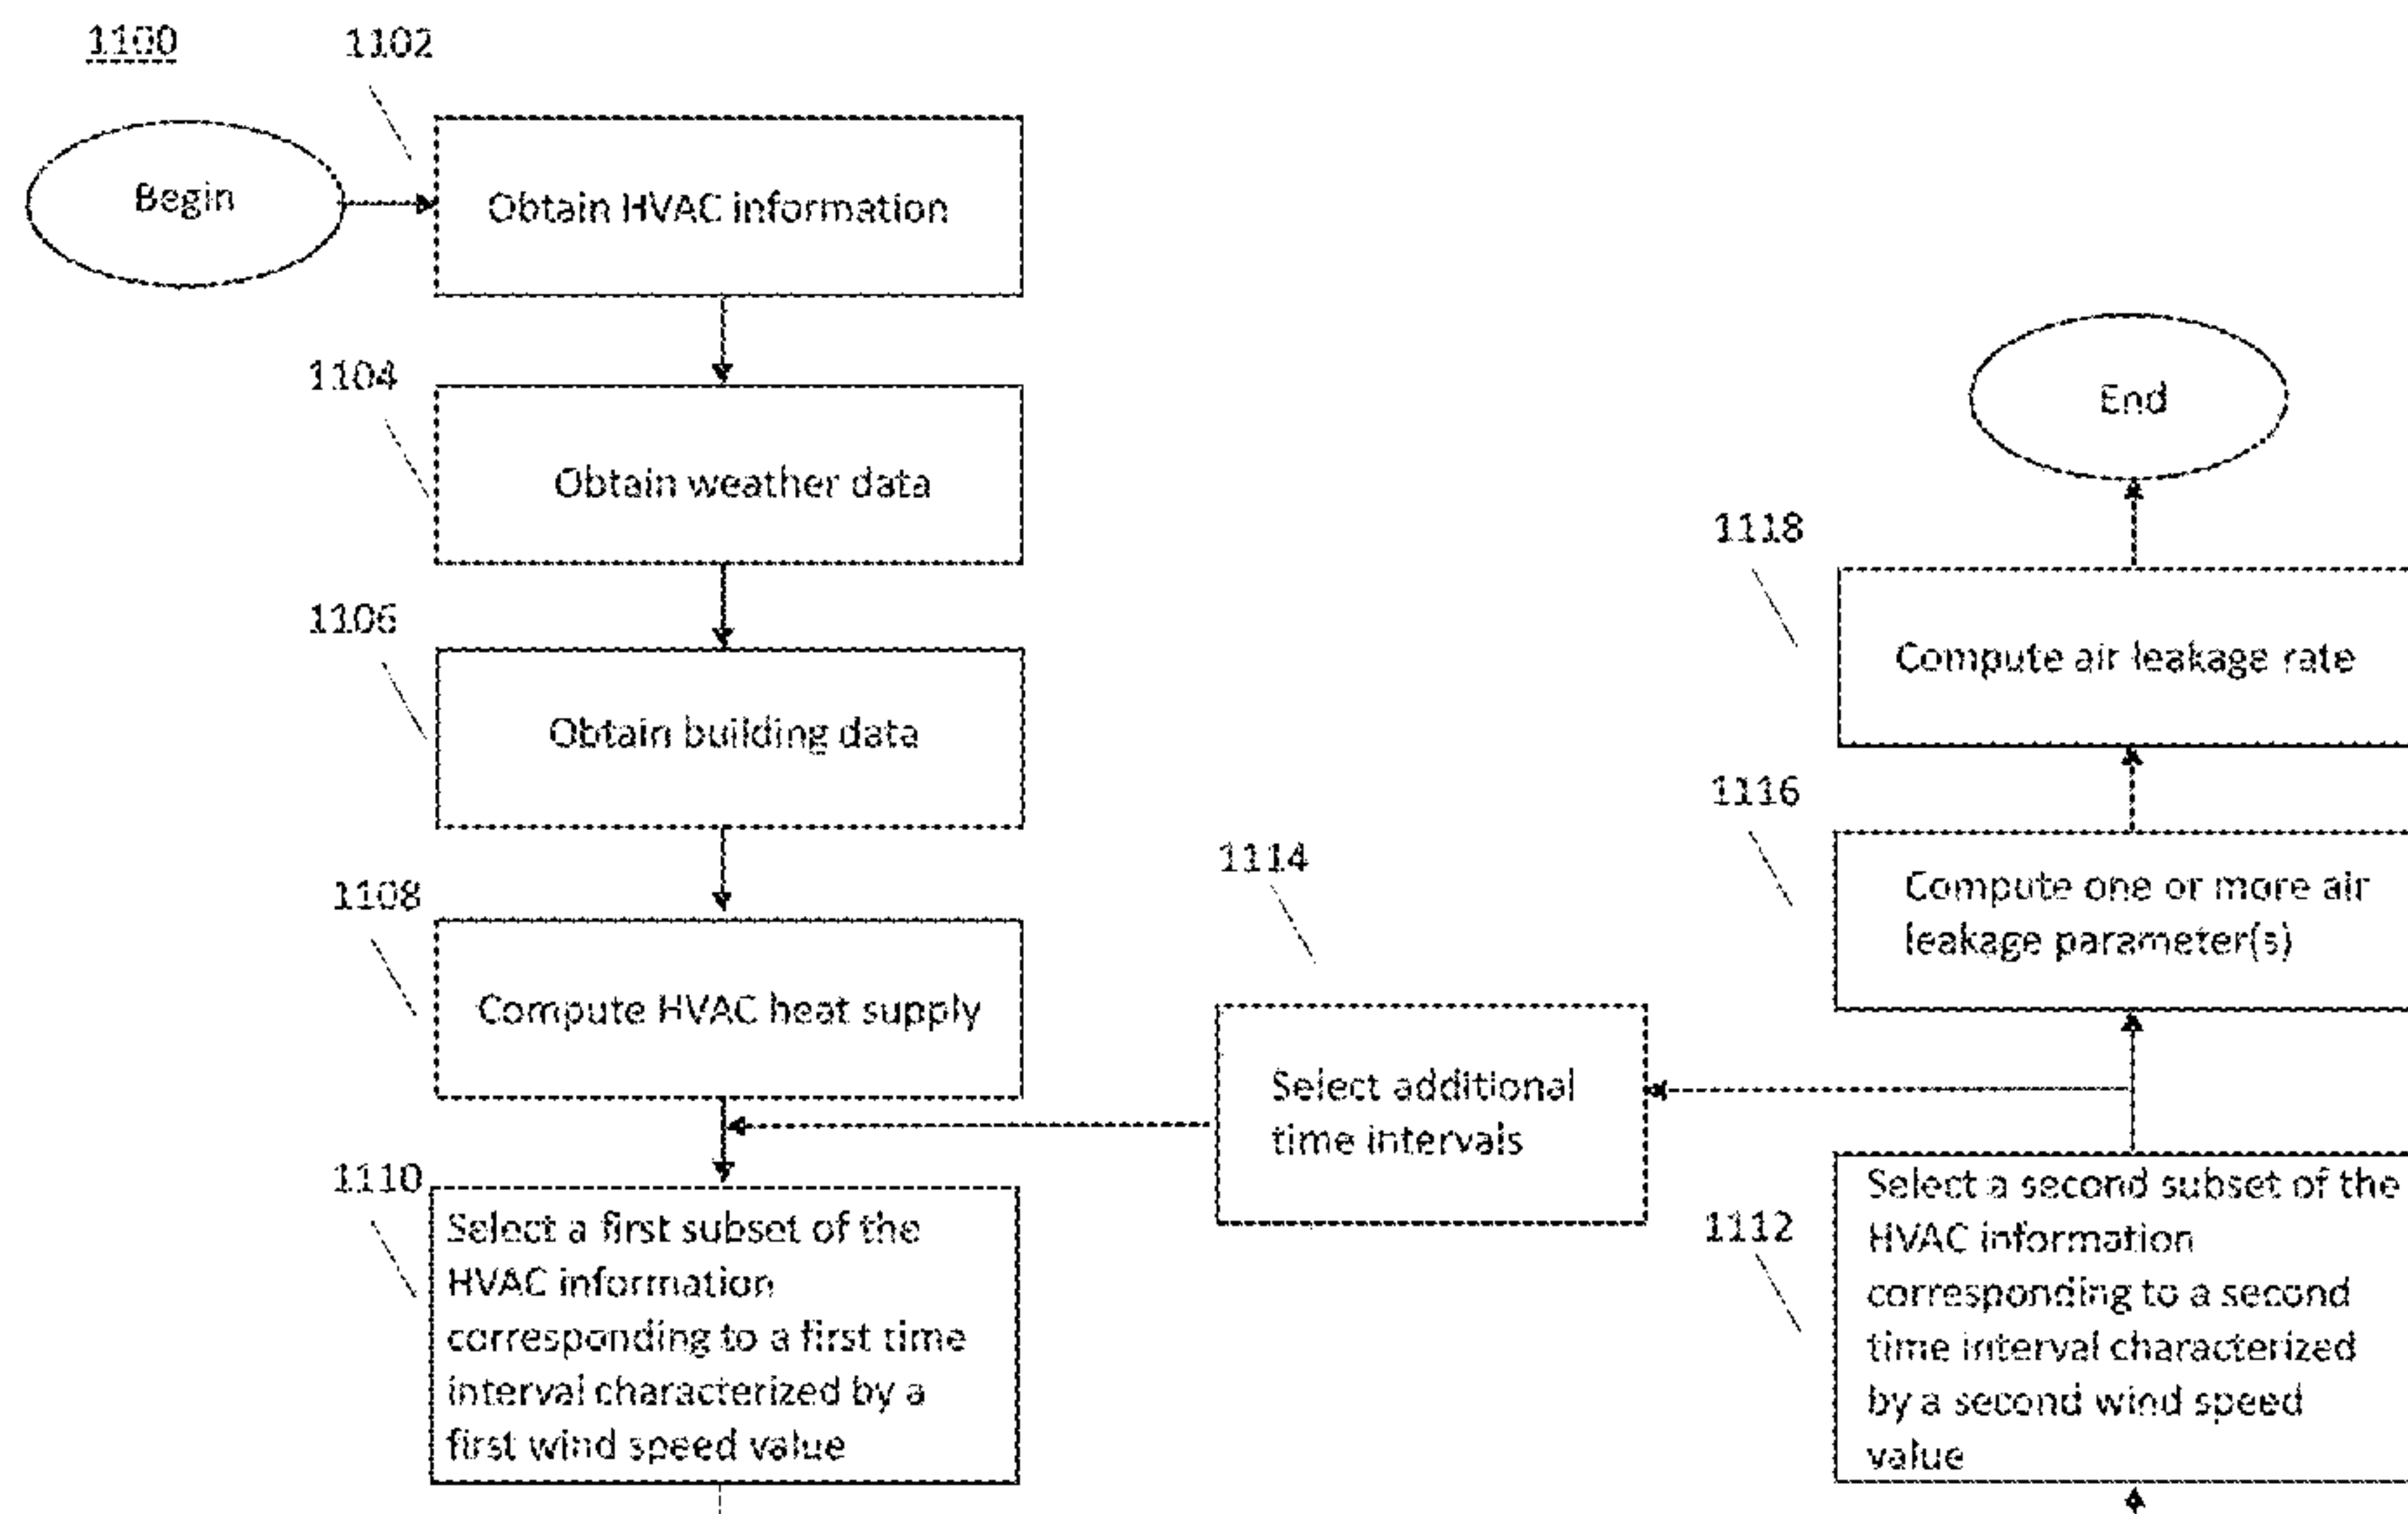 1100
1102
Begin
Obtain HVAC information
1104
Obtain weather data
1106
Obtain building data
1108
Compute HVAC heat supply
1110
Select a first subset of the
HVAC information
corresponding to a first time
interval characterized by a
first wind speed value
1114
Select additional
time intervals
1112
Select a second subset of the
HVAC information
corresponding to a second
time interval characterized
by a second wind speed
value
1116
Compute one or more air
leakage parameter(s)
1118
Compute air leakage rate
End